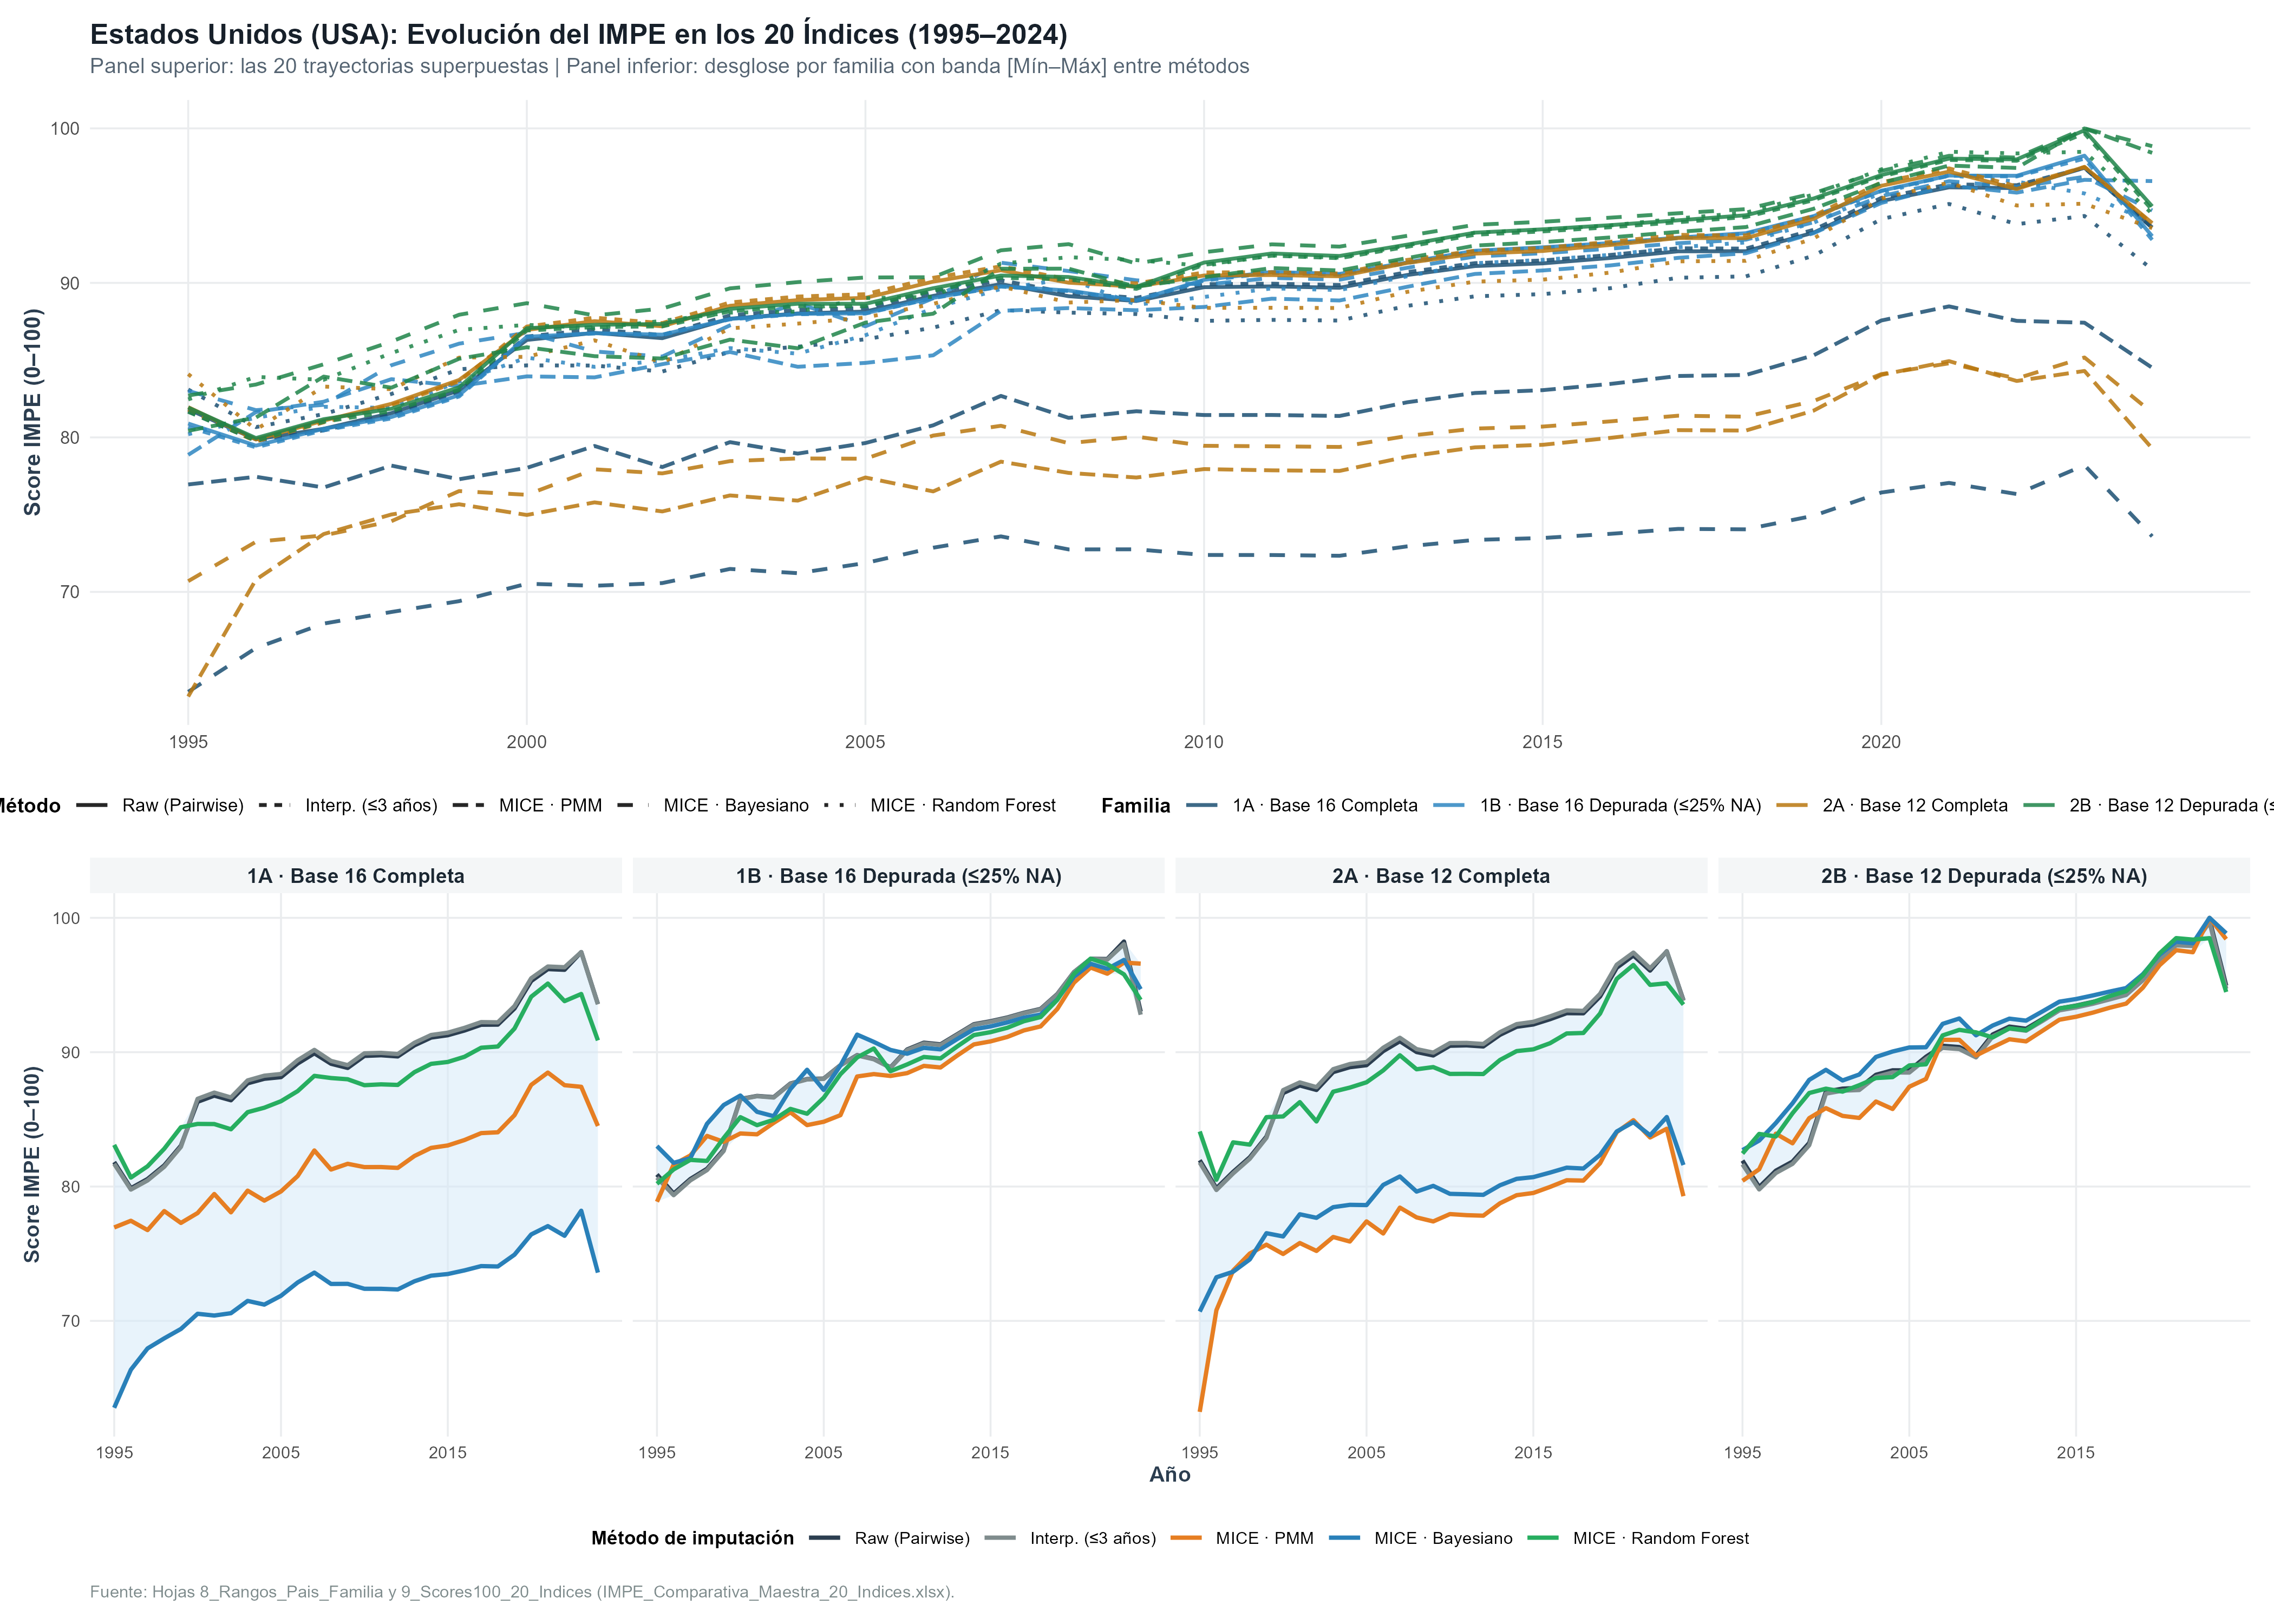 Estados Unidos (USA): Evolución del IMPE en los 20 Índices (1995–2024)
Panel superior: las 20 trayectorias superpuestas | Panel inferior: desglose por familia con banda [Mín–Máx] entre métodos
Score IMPE (0–100)
100
90
80
70
1995 2000 2005 2010 2015 2020
Método Raw (Pairwise) Interp. (≤3 años) MICE · PMM MICE · Bayesiano MICE · Random Forest Familia 1A · Base 16 Completa 1B · Base 16 Depurada (≤25% NA) 2A · Base 12 Completa 2B · Base 12 Depurada (≤
1A · Base 16 Completa 1B · Base 16 Depurada (≤25% NA) 2A · Base 12 Completa 2B · Base 12 Depurada (≤25% NA)
Score IMPE (0–100)
100
90
80
70
1995 2005 2015 1995 2005 2015 1995 2005 2015 1995 2005 2015
Año
Método de imputación Raw (Pairwise) Interp. (≤3 años) MICE · PMM MICE · Bayesiano MICE · Random Forest
Fuente: Hojas 8_Rangos_Pais_Familia y 9_Scores100_20_Indices (IMPE_Comparativa_Maestra_20_Indices.xlsx).